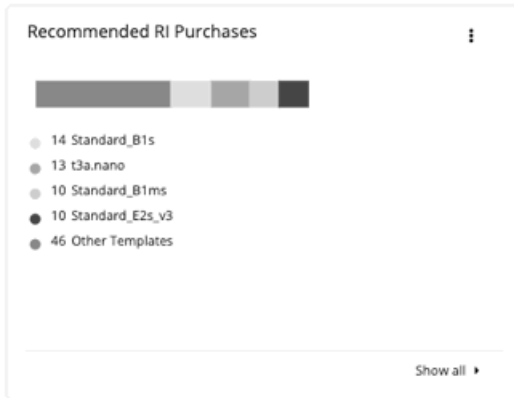 Recommended RI Purchases
14 Standard_B1s
13 t3a.nano
10 Standard_B1ms
10 Standard_E2s_v3
46 Other Templates
Show all